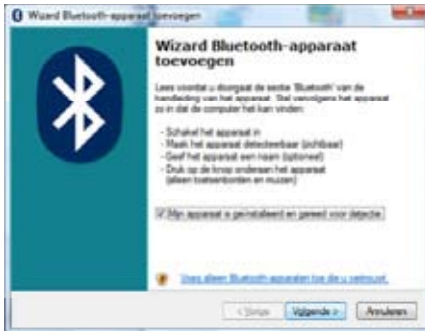 Wizard Bluetooth-apparaat toevoegen
Wizard Bluetooth-apparaat
toevoegen
Lees voordat u doorgaat de sectie 'Bluetooth' van de
handleiding van het apparaat. Stel vervolgens het apparaat
zo in dat de computer het kan vinden:
- Schakel het apparaat in
- Maak het apparaat detecteerbaar (zichtbaar)
- Geef het apparaat een naam (optioneel)
- Druk op de knop onderaan het apparaat
(alleen toetsenborden en muizen)
Mijn apparaat is geïnstalleerd en gereed voor detectie.
Voeg alleen Bluetooth-apparaten toe die u vertrouwt.
< Vorige
Volgende >
Annuleren